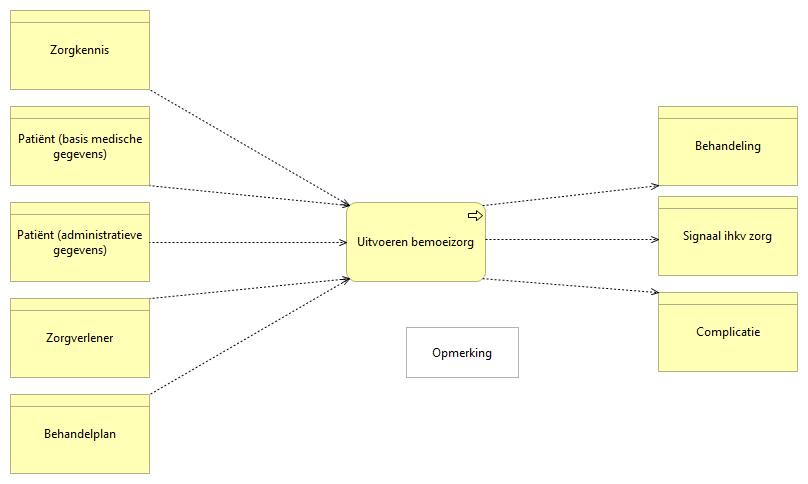 Zorgkennis
Patiënt (basis medische
gegevens)
Patiënt (administratieve
gegevens)
Zorgverlener
Behandelplan
Uitvoeren bemoeizorg
Opmerking
Behandeling
Signaal ihkv zorg
Complicatie